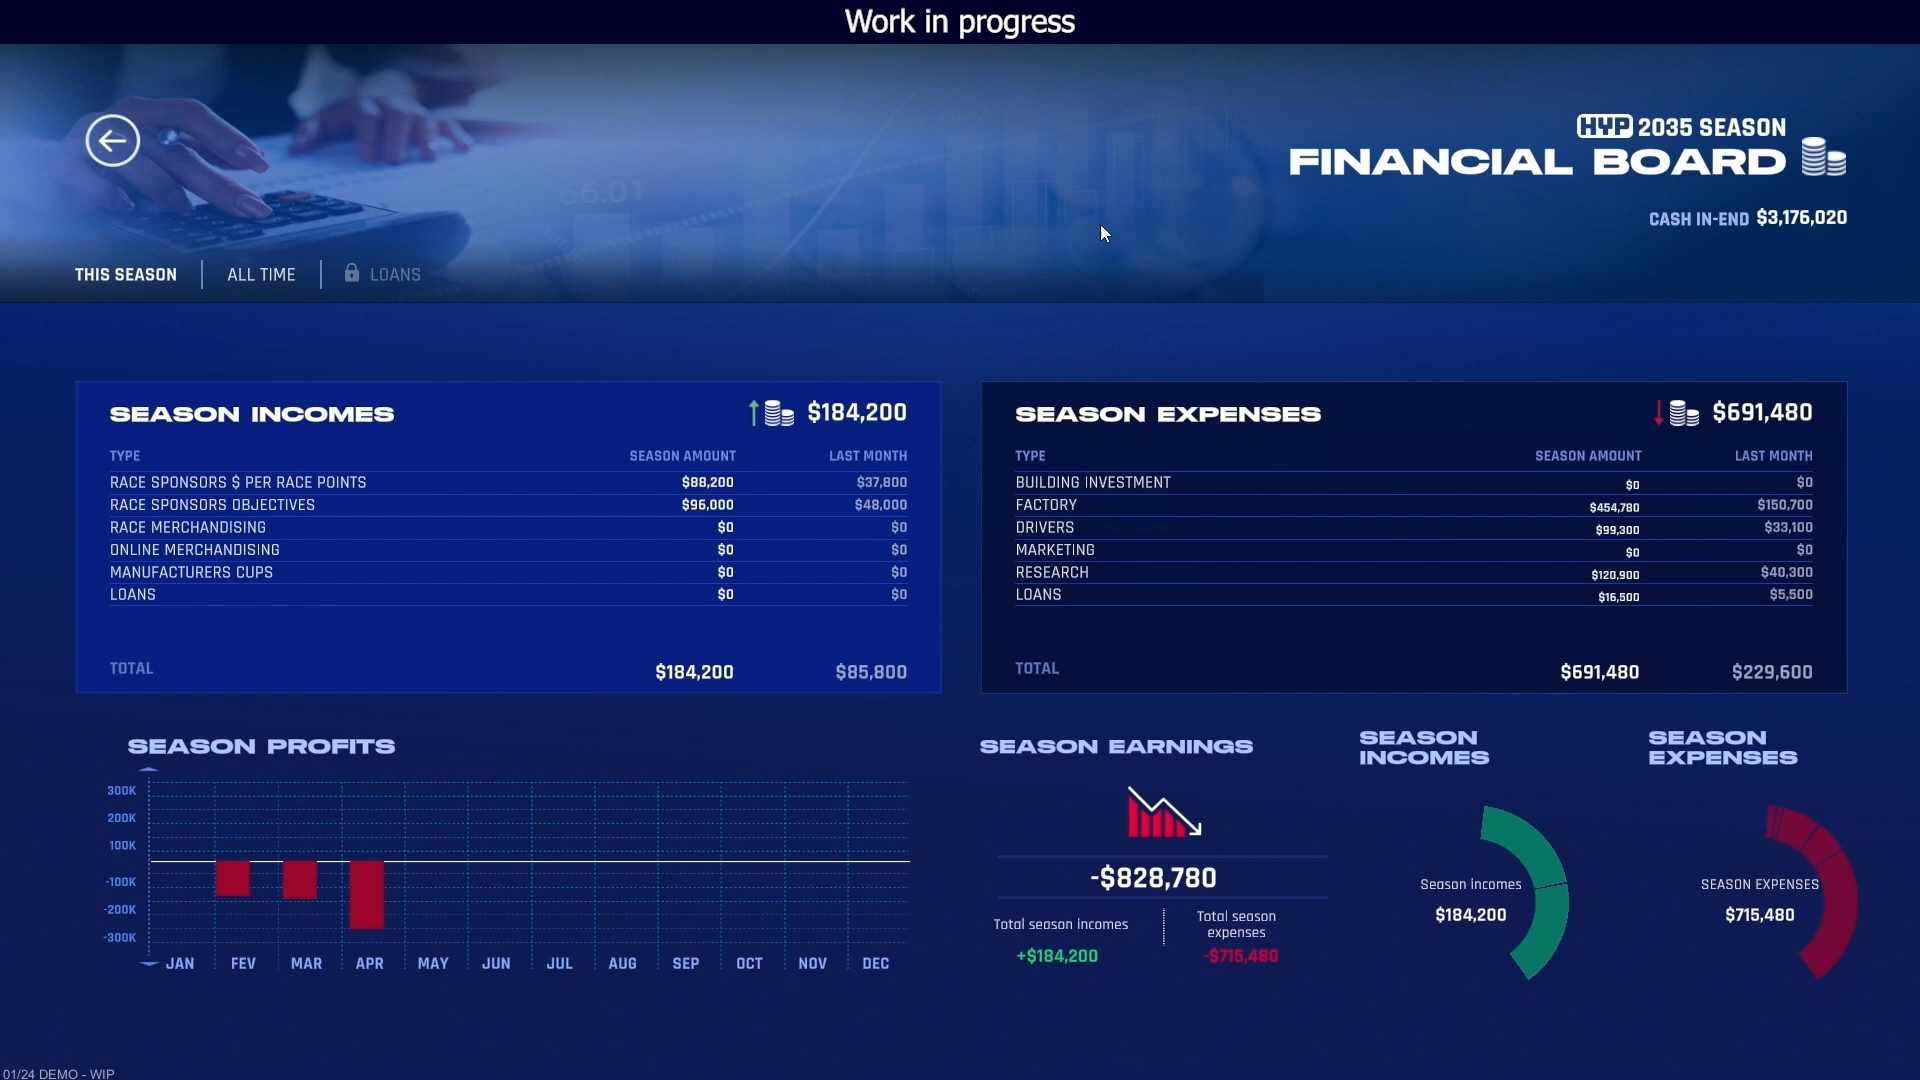 Work in progress
HYP 2035 SEASON
FINANCIAL BOARD
66.01
CASH IN-END $3,176,020
THIS SEASON ALL TIME LOANS
SEASON INCOMES $184,200
TYPE SEASON AMOUNT LAST MONTH
RACE SPONSORS $ PER RACE POINTS $88,200 $37,800
RACE SPONSORS OBJECTIVES $96,000 $48,000
RACE MERCHANDISING $0 $0
ONLINE MERCHANDISING $0 $0
MANUFACTURERS CUPS $0 $0
LOANS $0 $0
TOTAL $184,200 $85,800
SEASON EXPENSES $691,480
TYPE SEASON AMOUNT LAST MONTH
BUILDING INVESTMENT $0 $0
FACTORY $454,780 $150,700
DRIVERS $99,300 $33,100
MARKETING $0 $0
RESEARCH $120,900 $40,300
LOANS $16,500 $5,500
TOTAL $691,480 $229,600
SEASON PROFITS
300K
200K
100K
-100K
-200K
-300K
JAN FEV MAR APR MAY JUN JUL AUG SEP OCT NOV DEC
SEASON EARNINGS
-$828,780
Total season incomes
+$184,200
Total season
expenses
-$715,480
SEASON
INCOMES
Season incomes
$184,200
SEASON
EXPENSES
SEASON EXPENSES
$715,480
01/24 DEMO - WIP